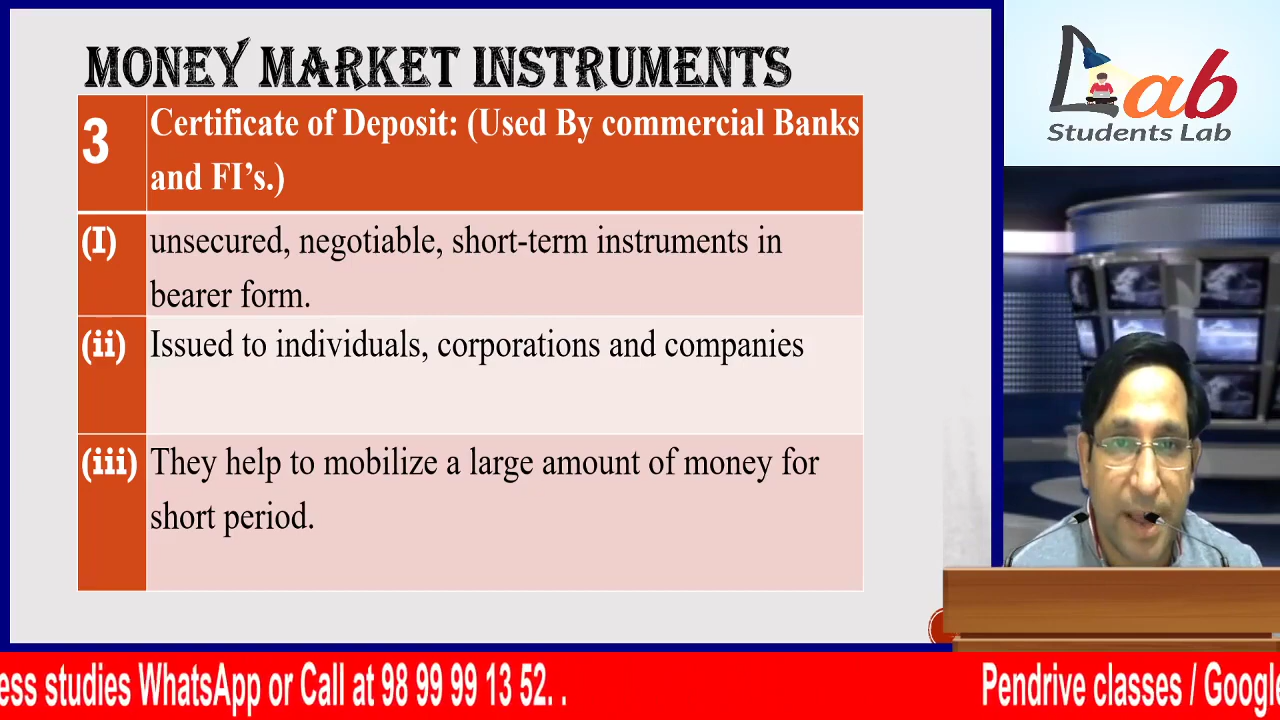 MONEY MARKET INSTRUMENTS
3
Certificate of Deposit: (Used By commercial Banks
and FI's.)
(I)
unsecured, negotiable, short-term instruments in
bearer form.
(ii)
Issued to individuals, corporations and companies
(iii)
They help to mobilize a large amount of money for
short period.
Lab
Students Lab
ess studies WhatsApp or Call at 98 99 99 13 52. .
Pendrive classes / Google